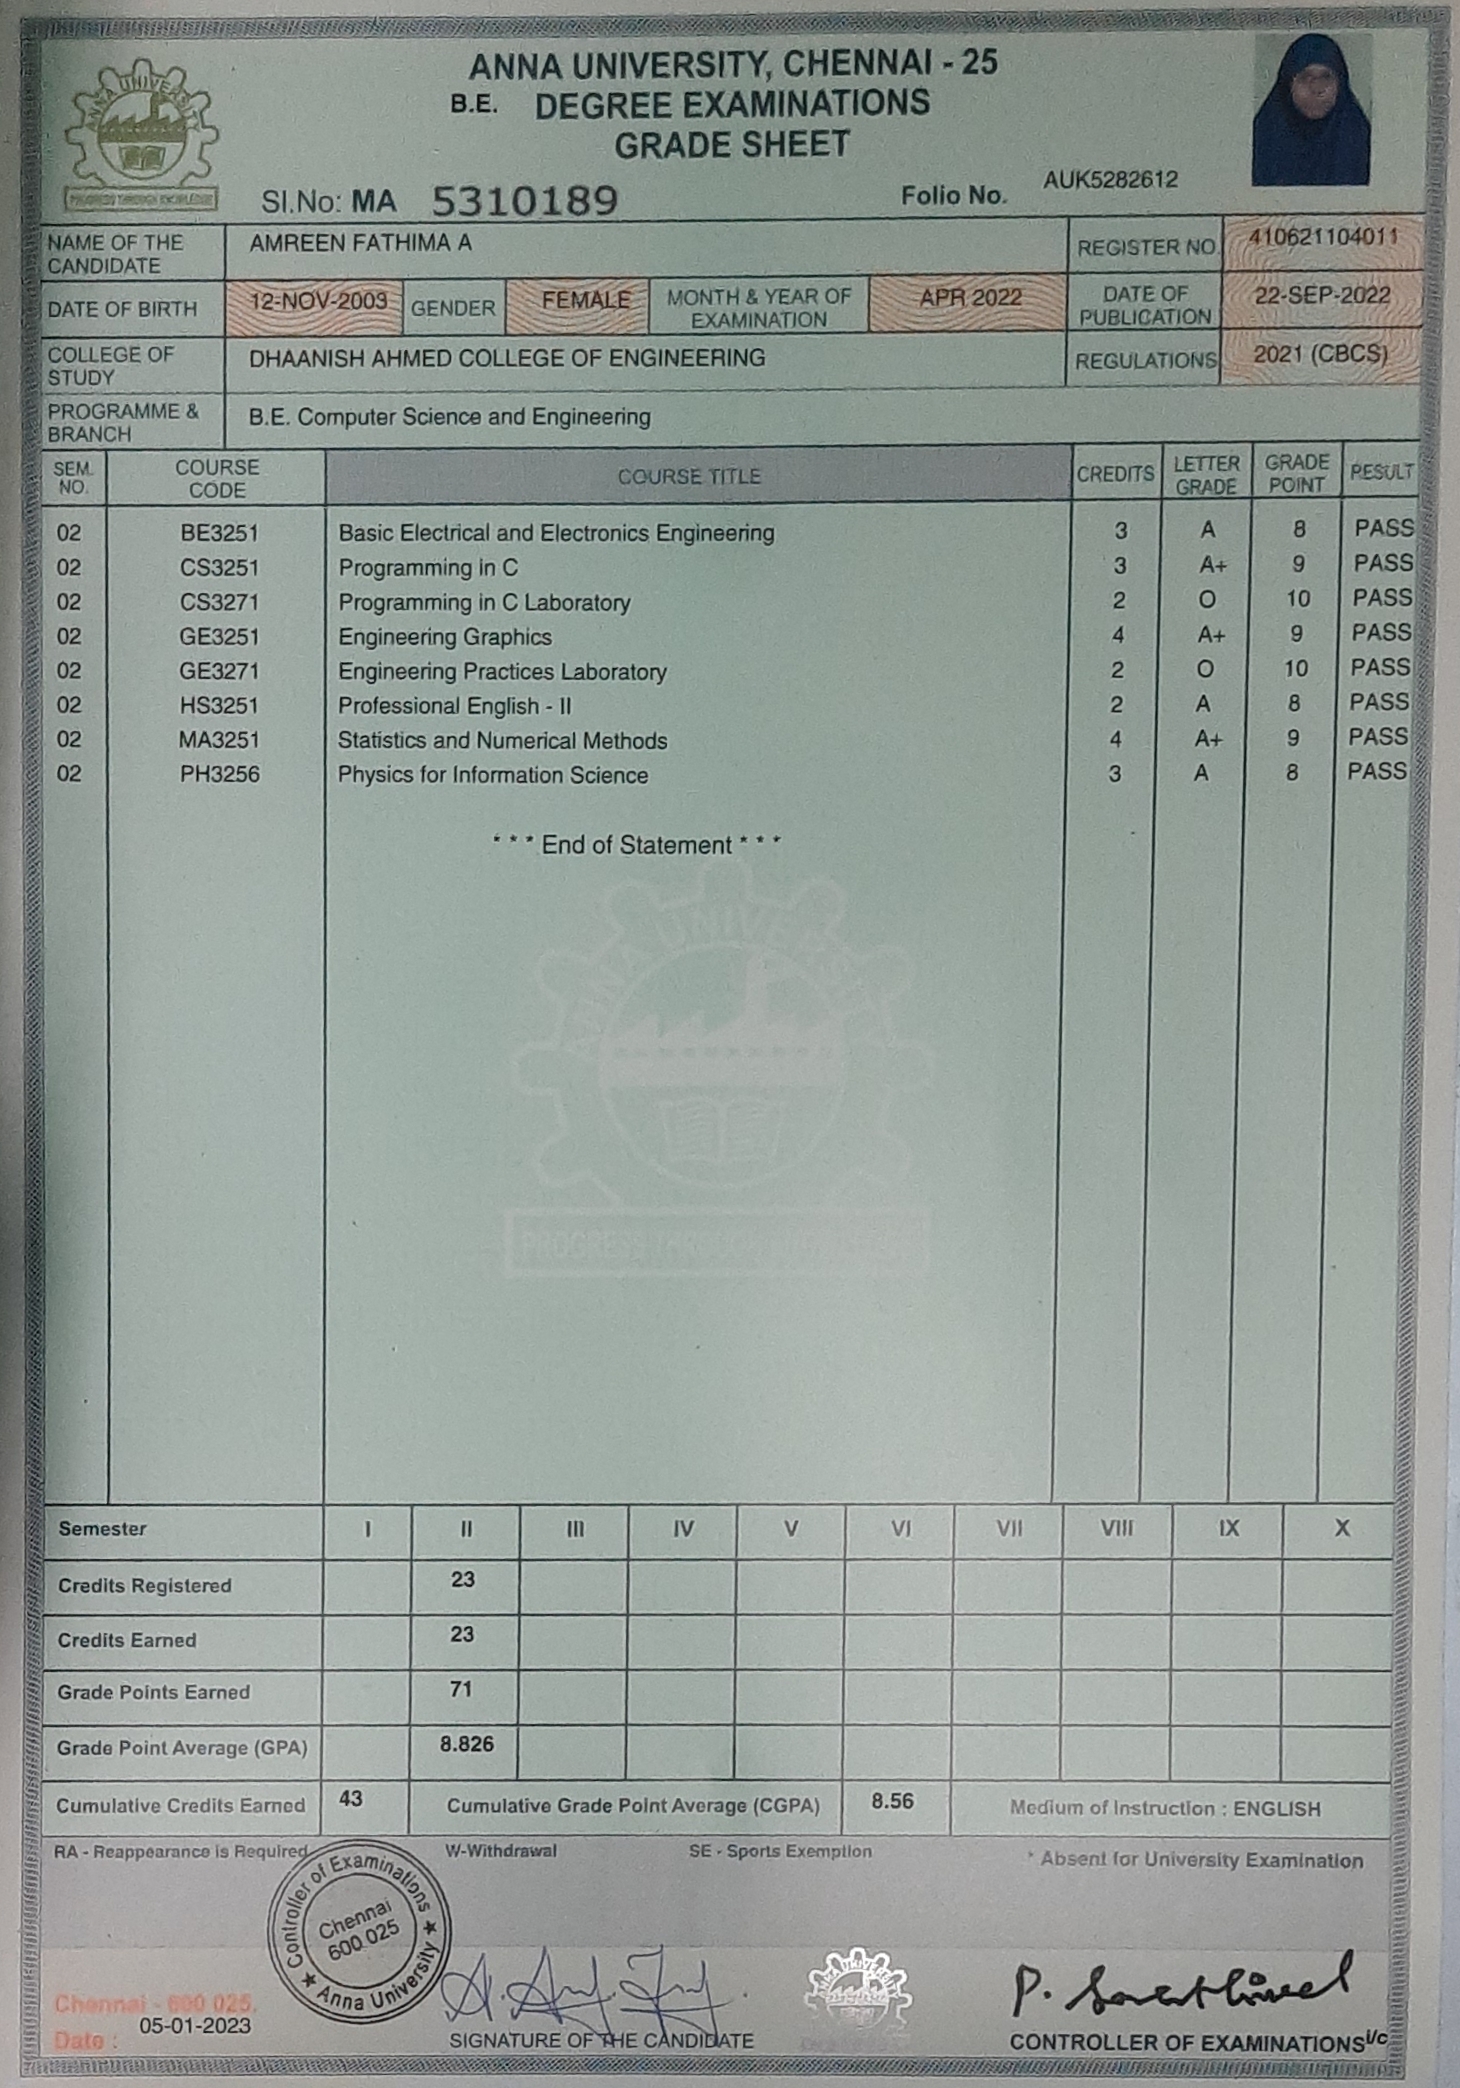 ANNA UNIVERSITY
PROGRESS THROUGH KNOWLEDGE
ANNA UNIVERSITY, CHENNAI - 25
B.E. DEGREE EXAMINATIONS
GRADE SHEET
SI.No: MA 5310189 Folio No. AUK5282612
NAME OF THE CANDIDATE AMREEN FATHIMA A REGISTER NO. 410621104011
DATE OF BIRTH 12-NOV-2003 GENDER FEMALE MONTH & YEAR OF EXAMINATION APR 2022 DATE OF PUBLICATION 22-SEP-2022
COLLEGE OF STUDY DHAANISH AHMED COLLEGE OF ENGINEERING REGULATIONS 2021 (CBCS)
PROGRAMME & BRANCH B.E. Computer Science and Engineering
SEM. NO. COURSE CODE COURSE TITLE CREDITS LETTER GRADE GRADE POINT RESULT
02 BE3251 Basic Electrical and Electronics Engineering 3 A 8 PASS
02 CS3251 Programming in C 3 A+ 9 PASS
02 CS3271 Programming in C Laboratory 2 O 10 PASS
02 GE3251 Engineering Graphics 4 A+ 9 PASS
02 GE3271 Engineering Practices Laboratory 2 O 10 PASS
02 HS3251 Professional English - II 2 A 8 PASS
02 MA3251 Statistics and Numerical Methods 4 A+ 9 PASS
02 PH3256 Physics for Information Science 3 A 8 PASS
* * * End of Statement * * *
ANNA UNIVERSITY
PROGRESS THROUGH KNOWLEDGE
Semester I II III IV V VI VII VIII IX X
Credits Registered 23
Credits Earned 23
Grade Points Earned 71
Grade Point Average (GPA) 8.826
Cumulative Credits Earned 43 Cumulative Grade Point Average (CGPA) 8.56 Medium of Instruction : ENGLISH
RA - Reappearance is Required W-Withdrawal SE - Sports Exemption * Absent for University Examination
Controller of Examinations
Chennai
600 025
★ Anna University ★
Chennai - 600 025.
Date : 05-01-2023
ANNA UNIVERSITY
SIGNATURE OF THE CANDIDATE
CONTROLLER OF EXAMINATIONS i/c